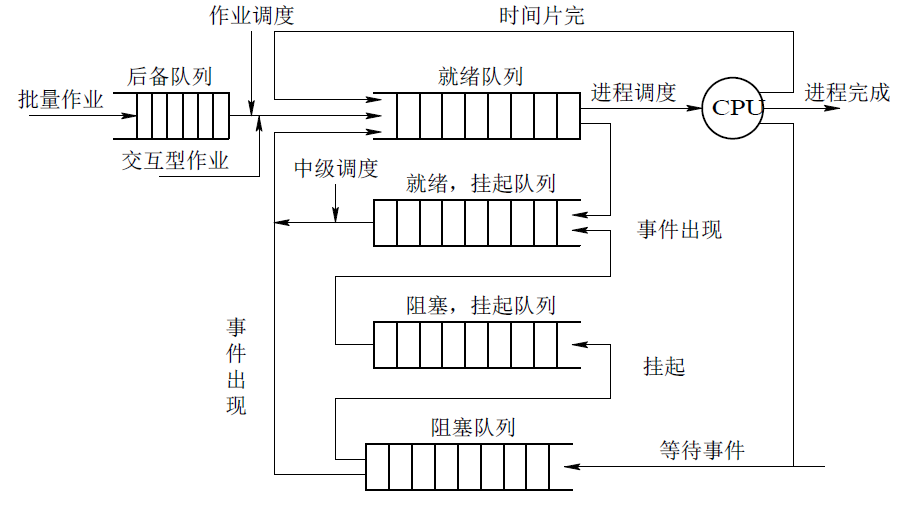 作业调度
时间片完
后备队列
就绪队列
批量作业
进程调度
CPU
进程完成
交互型作业
中级调度
就绪，挂起队列
事件出现
阻塞，挂起队列
事件出现
挂起
阻塞队列
等待事件